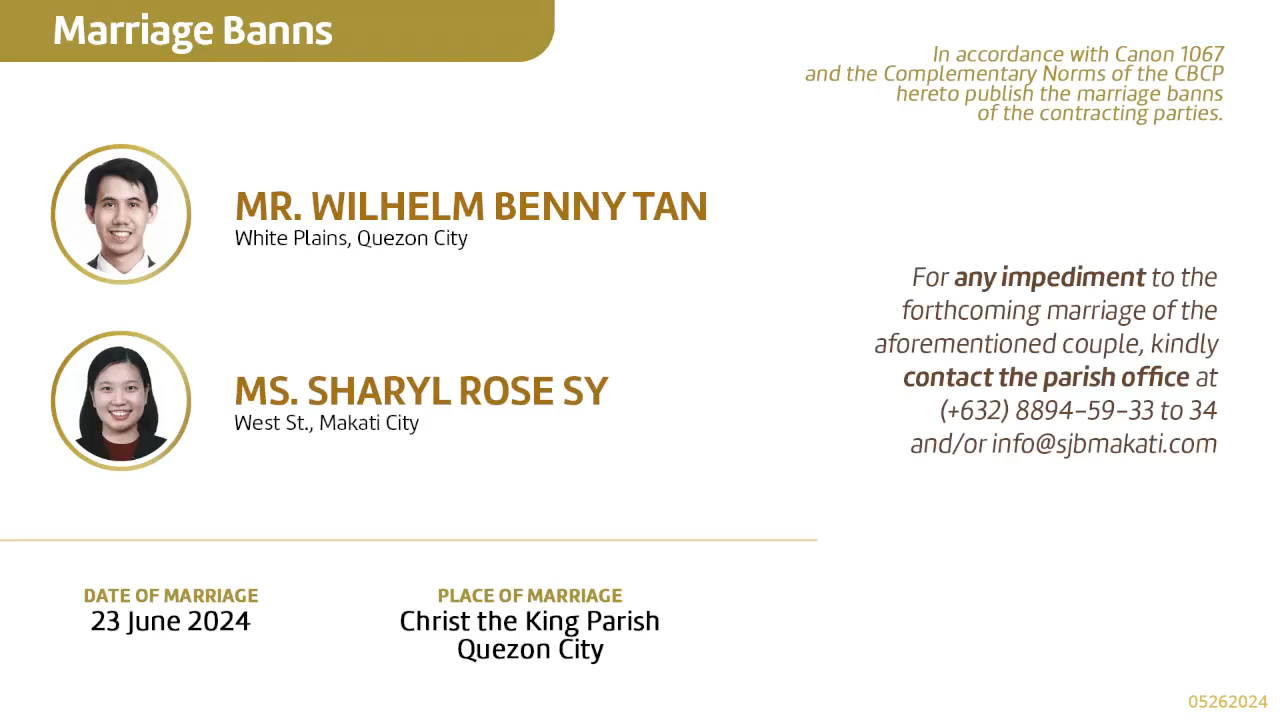 Marriage Banns
In accordance with Canon 1067
and the Complementary Norms of the CBCP
hereto publish the marriage banns
of the contracting parties.
MR. WILHELM BENNY TAN
White Plains, Quezon City
MS. SHARYL ROSE SY
West St., Makati City
For any impediment to the
forthcoming marriage of the
aforementioned couple, kindly
contact the parish office at
(+632) 8894-59-33 to 34
and/or info@sjbmakati.com
DATE OF MARRIAGE
23 June 2024
PLACE OF MARRIAGE
Christ the King Parish
Quezon City
05262024